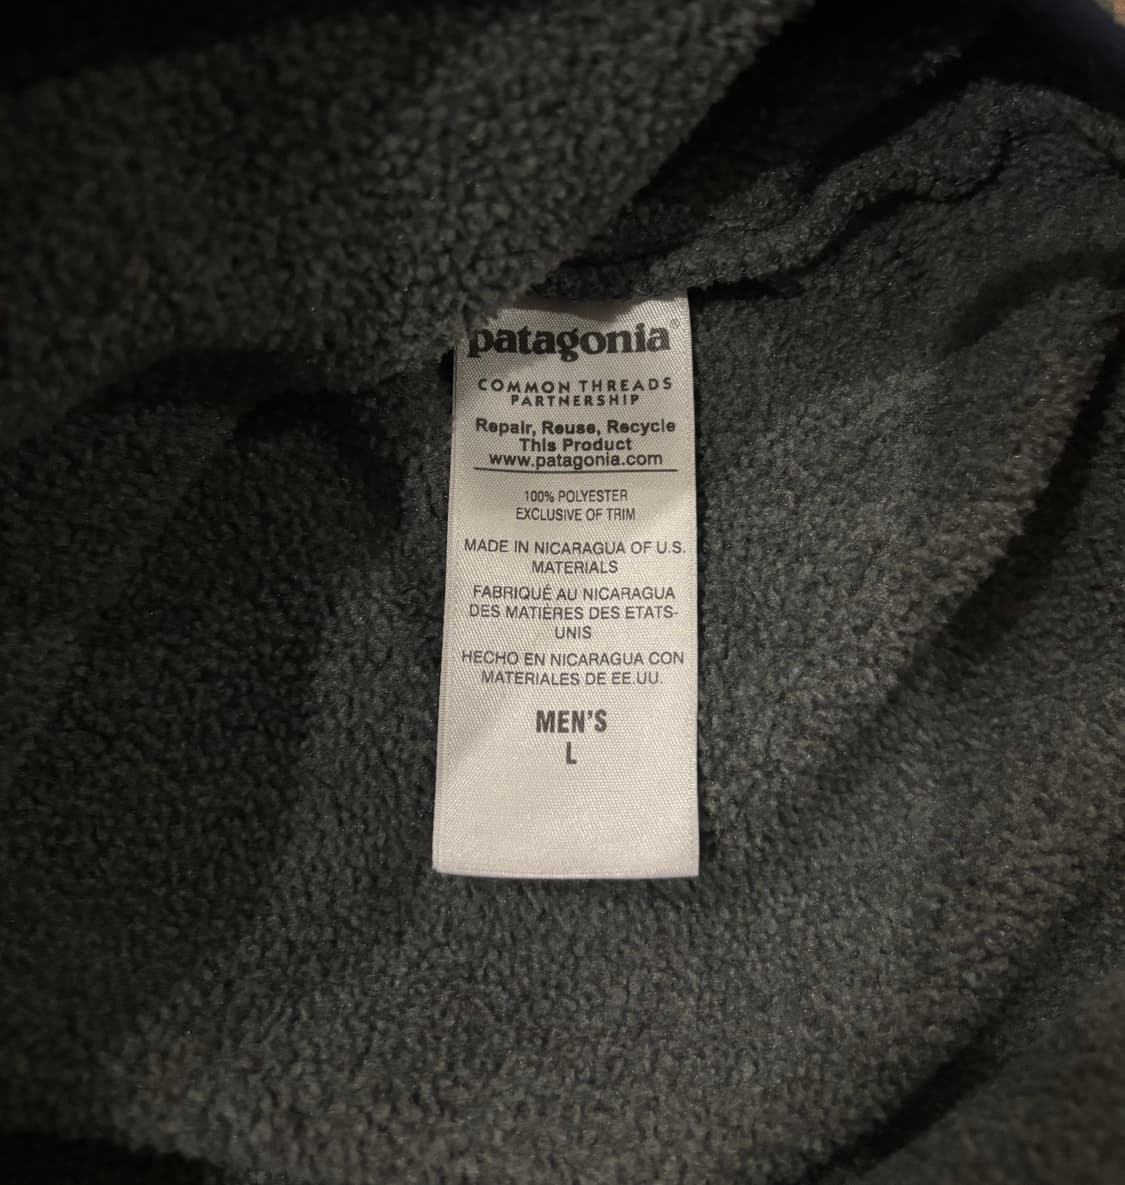 patagonia®
COMMON THREADS
PARTNERSHIP
Repair, Reuse, Recycle
This Product
www.patagonia.com
100% POLYESTER
EXCLUSIVE OF TRIM
MADE IN NICARAGUA OF U.S.
MATERIALS
FABRIQUÉ AU NICARAGUA
DES MATIÈRES DES ETATS-
UNIS
HECHO EN NICARAGUA CON
MATERIALES DE EE.UU.
MEN'S
L